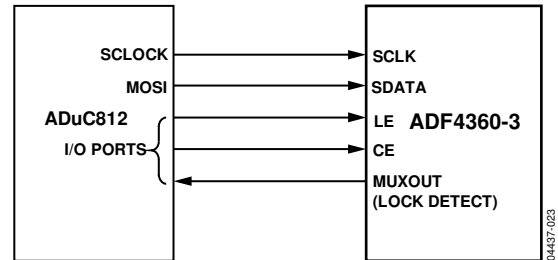 SCLOCK
MOSI
ADuC812
I/O PORTS
SCLK
SDATA
LE
ADF4360-3
CE
MUXOUT
(LOCK DETECT)
04437-023